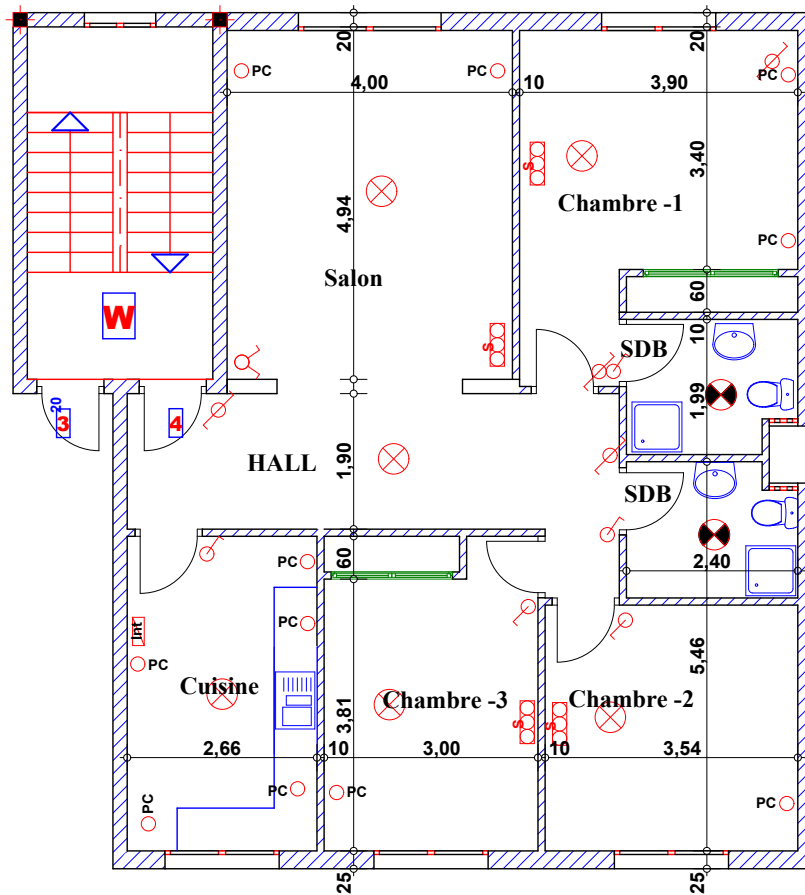 20
20
PC
PC
PC
4,00
10
3,90
3,40
S
4,94
Chambre -1
PC
Salon
60
W
10
SDB
S
1,99
20
3
4
HALL
1,90
SDB
60
PC
2,40
PC
int
PC
5,46
Cuisine
3,81
Chambre -3
Chambre -2
S
S
2,66
10
3,00
10
3,54
PC
PC
PC
PC
25
25